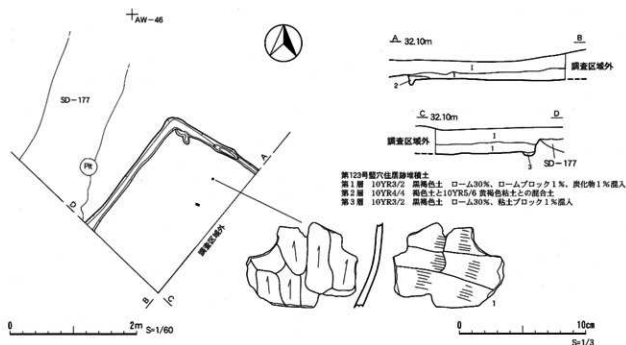 AW-46
SD-177
Pit
A
D
B
C
調査区域外
0 2m
S=1/60
A 32.10m B
I
1
2
調査区域外
C 32.10m D
調査区域外
I
1
3
SD-177
第123号竪穴住居跡堆積土
第1層 10YR3/2 黒褐色土 ローム30%、ロームブロック1%、炭化物1%混入
第2層 10YR4/4 褐色土と10YR5/6 黄褐色粘土との混合土
第3層 10YR3/2 黒褐色土 ローム30%、粘土ブロック1%混入
1
0 10cm
S=1/3